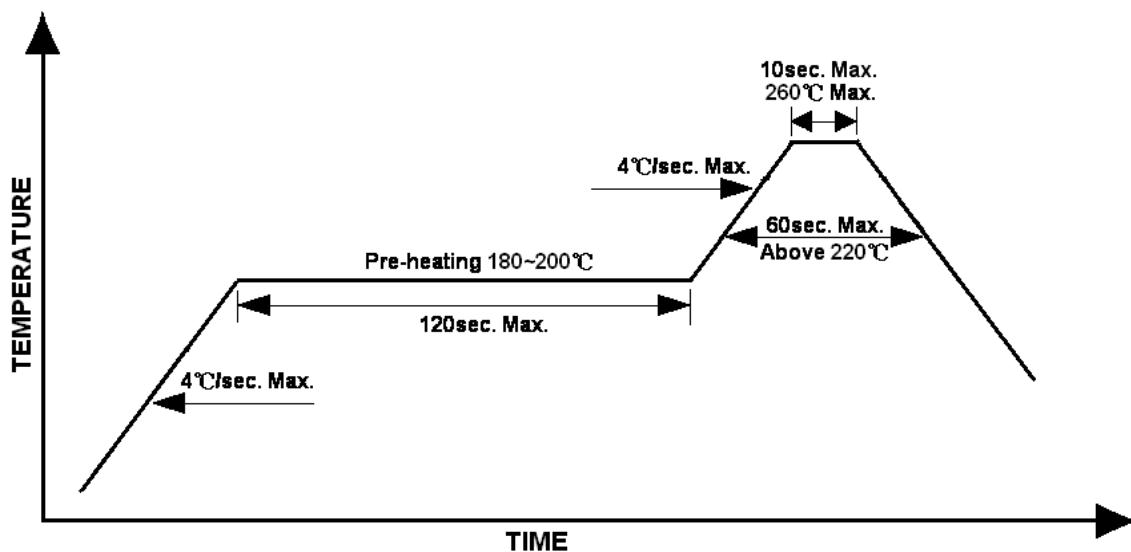 10sec. Max.
260℃ Max.
4℃/sec. Max.
60sec. Max.
Above 220℃
Pre-heating 180~200℃
120sec. Max.
4℃/sec. Max.
TEMPERATURE
TIME